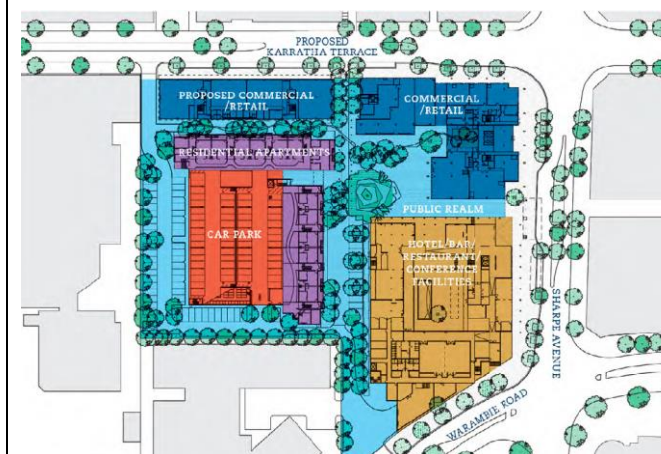 PROPOSED
KARRATHA TERRACE
PROPOSED COMMERCIAL
/RETAIL
COMMERCIAL
/RETAIL
RESIDENTIAL APARTMENTS
PUBLIC REALM
CAR PARK
HOTEL/BAR/
RESTAURANT/
CONFERENCE
FACILITIES
SHARPE AVENUE
WARAMBIE ROAD